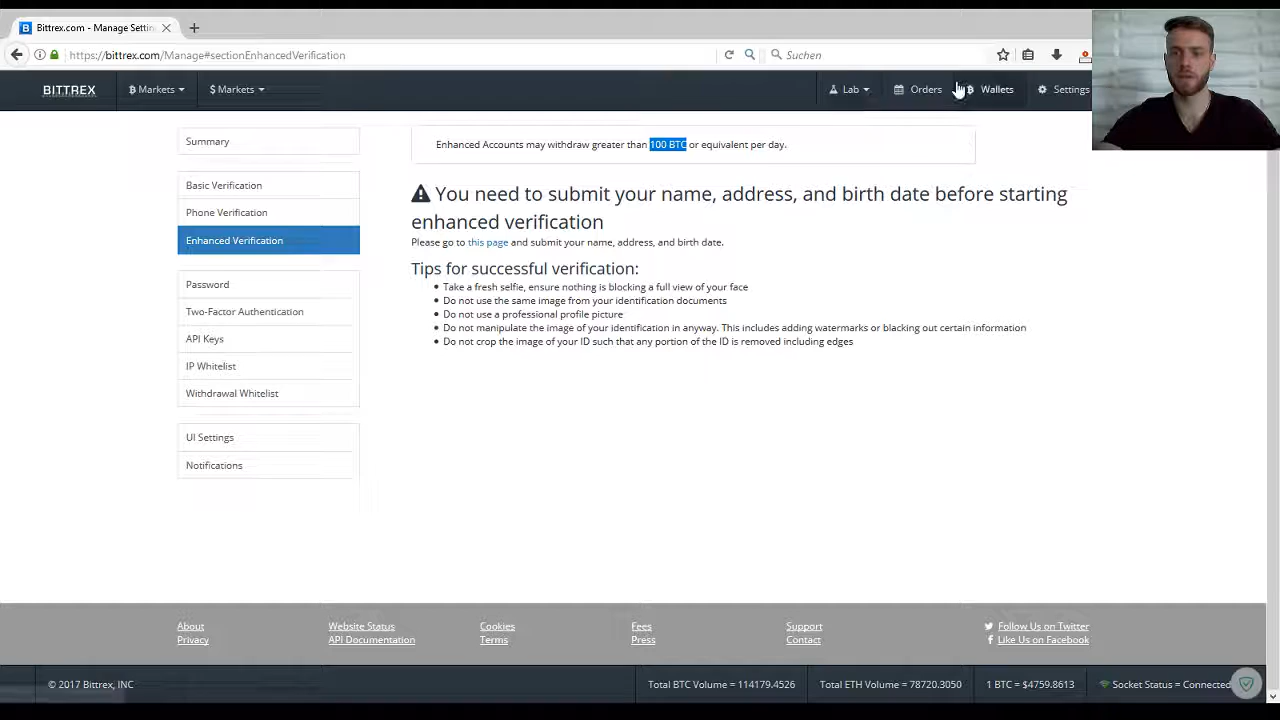 Bittrex.com - Manage Settin
https://bittrex.com/Manage#sectionEnhancedVerification
Suchen
BITTREX
Markets
$ Markets
Lab
Orders
Wallets
Settings
Summary
Basic Verification
Phone Verification
Enhanced Verification
Password
Two-Factor Authentication
API Keys
IP Whitelist
Withdrawal Whitelist
UI Settings
Notifications
Enhanced Accounts may withdraw greater than 100 BTC or equivalent per day.
You need to submit your name, address, and birth date before starting
enhanced verification
Please go to this page and submit your name, address, and birth date.
Tips for successful verification:
Take a fresh selfie, ensure nothing is blocking a full view of your face
Do not use the same image from your identification documents
Do not use a professional profile picture
Do not manipulate the image of your identification in anyway. This includes adding watermarks or blacking out certain information
Do not crop the image of your ID such that any portion of the ID is removed including edges
About
Privacy
Website Status
API Documentation
Cookies
Terms
Fees
Press
Support
Contact
Follow Us on Twitter
Like Us on Facebook
© 2017 Bittrex, INC
Total BTC Volume = 114179.4526
Total ETH Volume = 78720.3050
1 BTC = $4759.8613
Socket Status = Connected